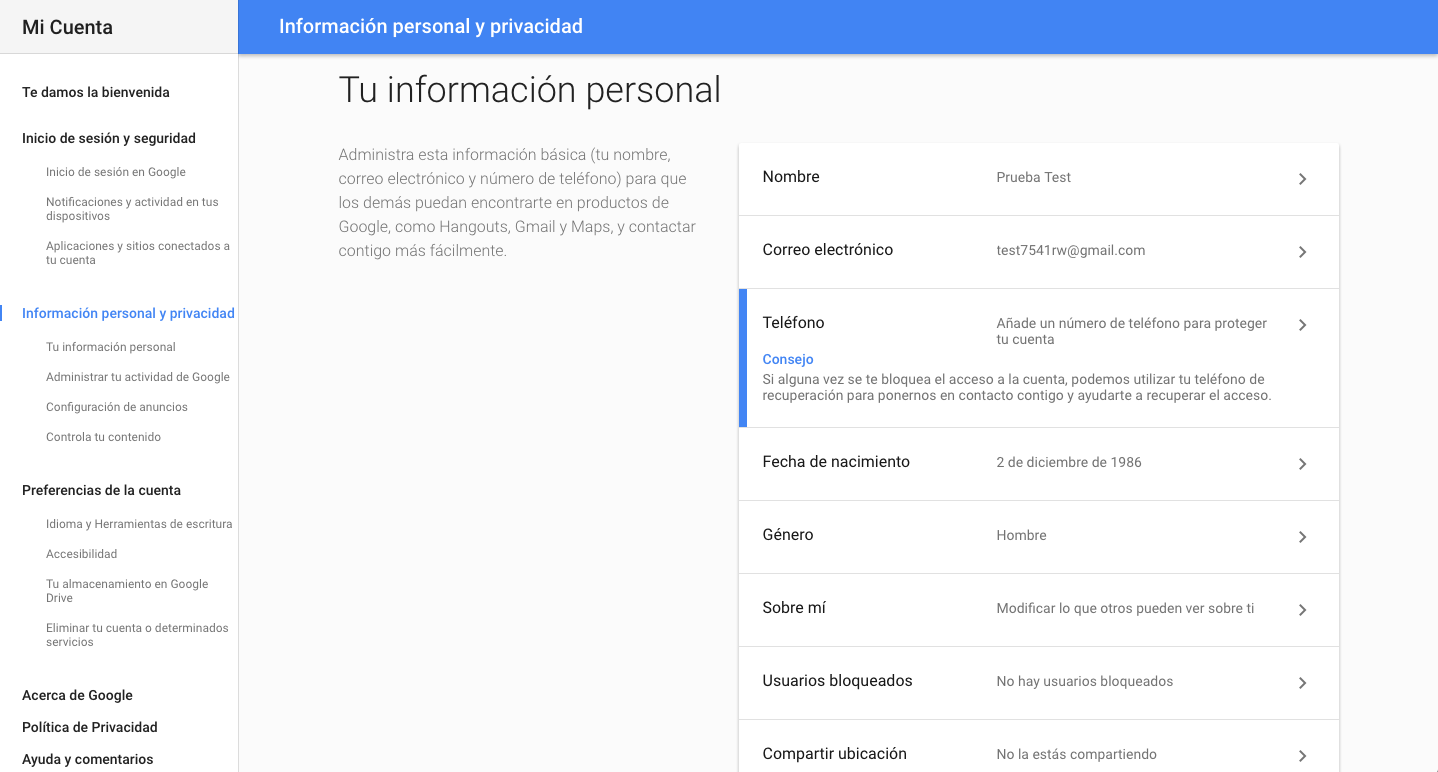 Mi Cuenta
Información personal y privacidad
Te damos la bienvenida
Inicio de sesión y seguridad
Inicio de sesión en Google
Notificaciones y actividad en tus
dispositivos
Aplicaciones y sitios conectados a
tu cuenta
Información personal y privacidad
Tu información personal
Administrar tu actividad de Google
Configuración de anuncios
Controla tu contenido
Preferencias de la cuenta
Idioma y Herramientas de escritura
Accesibilidad
Tu almacenamiento en Google
Drive
Eliminar tu cuenta o determinados
servicios
Acerca de Google
Política de Privacidad
Ayuda y comentarios
Tu información personal
Administra esta información básica (tu nombre,
correo electrónico y número de teléfono) para que
los demás puedan encontrarte en productos de
Google, como Hangouts, Gmail y Maps, y contactar
contigo más fácilmente.
Nombre Prueba Test
Correo electrónico test7541rw@gmail.com
Teléfono Añade un número de teléfono para proteger
tu cuenta
Consejo
Si alguna vez se te bloquea el acceso a la cuenta, podemos utilizar tu teléfono de
recuperación para ponernos en contacto contigo y ayudarte a recuperar el acceso.
Fecha de nacimiento 2 de diciembre de 1986
Género Hombre
Sobre mí Modificar lo que otros pueden ver sobre ti
Usuarios bloqueados No hay usuarios bloqueados
Compartir ubicación No la estás compartiendo